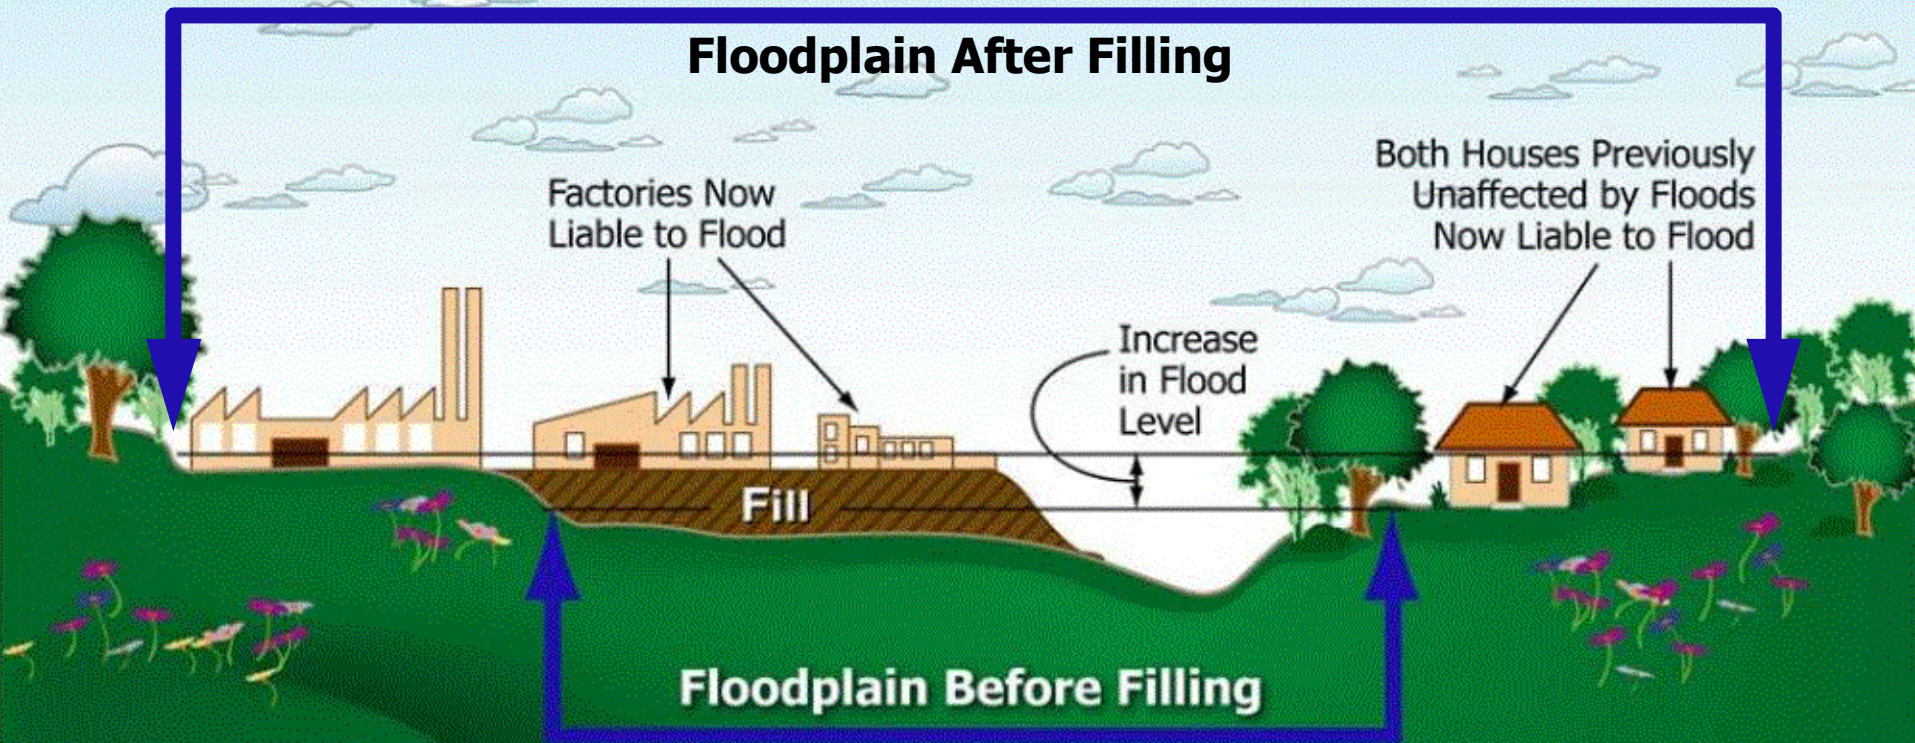 Floodplain After Filling
Factories Now
Liable to Flood
Both Houses Previously
Unaffected by Floods
Now Liable to Flood
Increase
in Flood
Level
Fill
Floodplain Before Filling